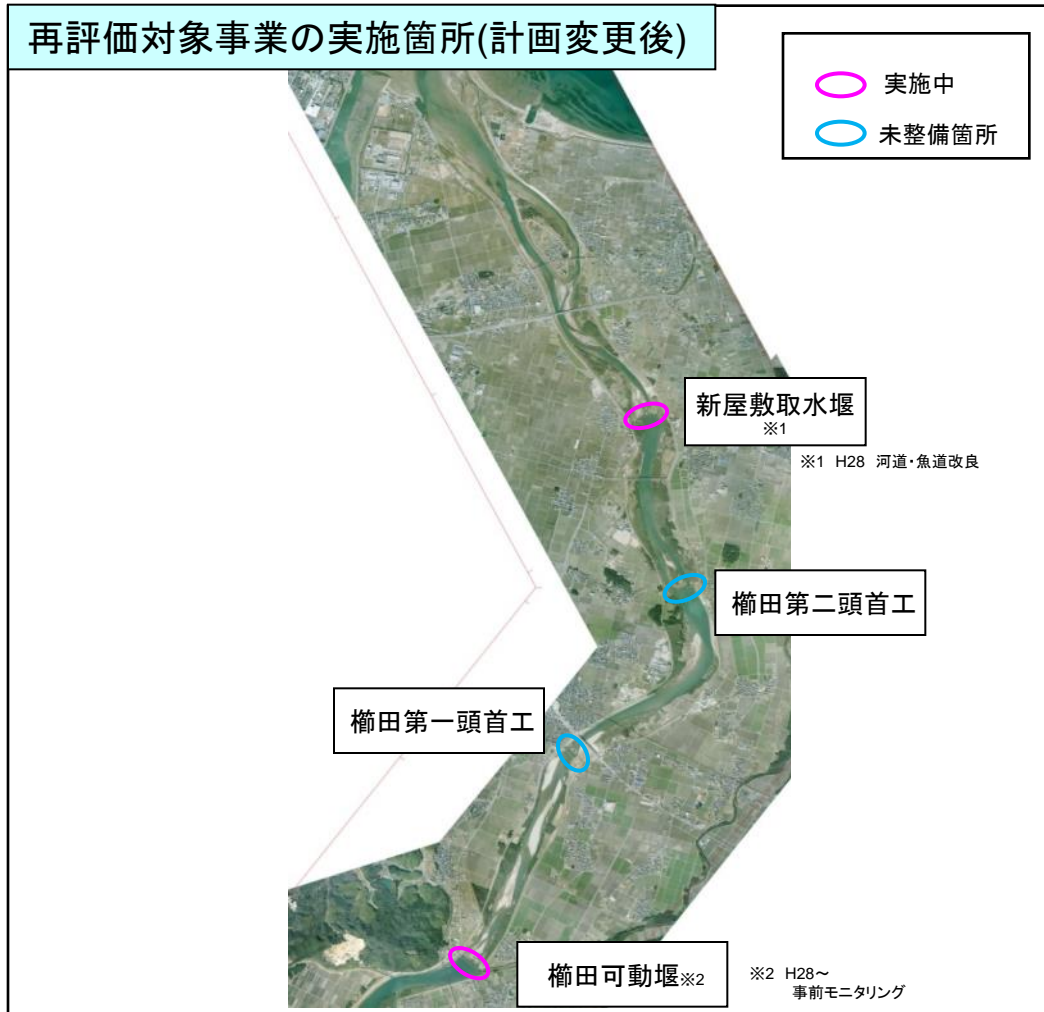 再評価対象事業の実施箇所(計画変更後)
実施中
未整備箇所
新屋敷取水堰
※1
※1 H28 河道・魚道改良
櫛田第二頭首工
櫛田第一頭首工
櫛田可動堰※2
※2 H28～
事前モニタリング